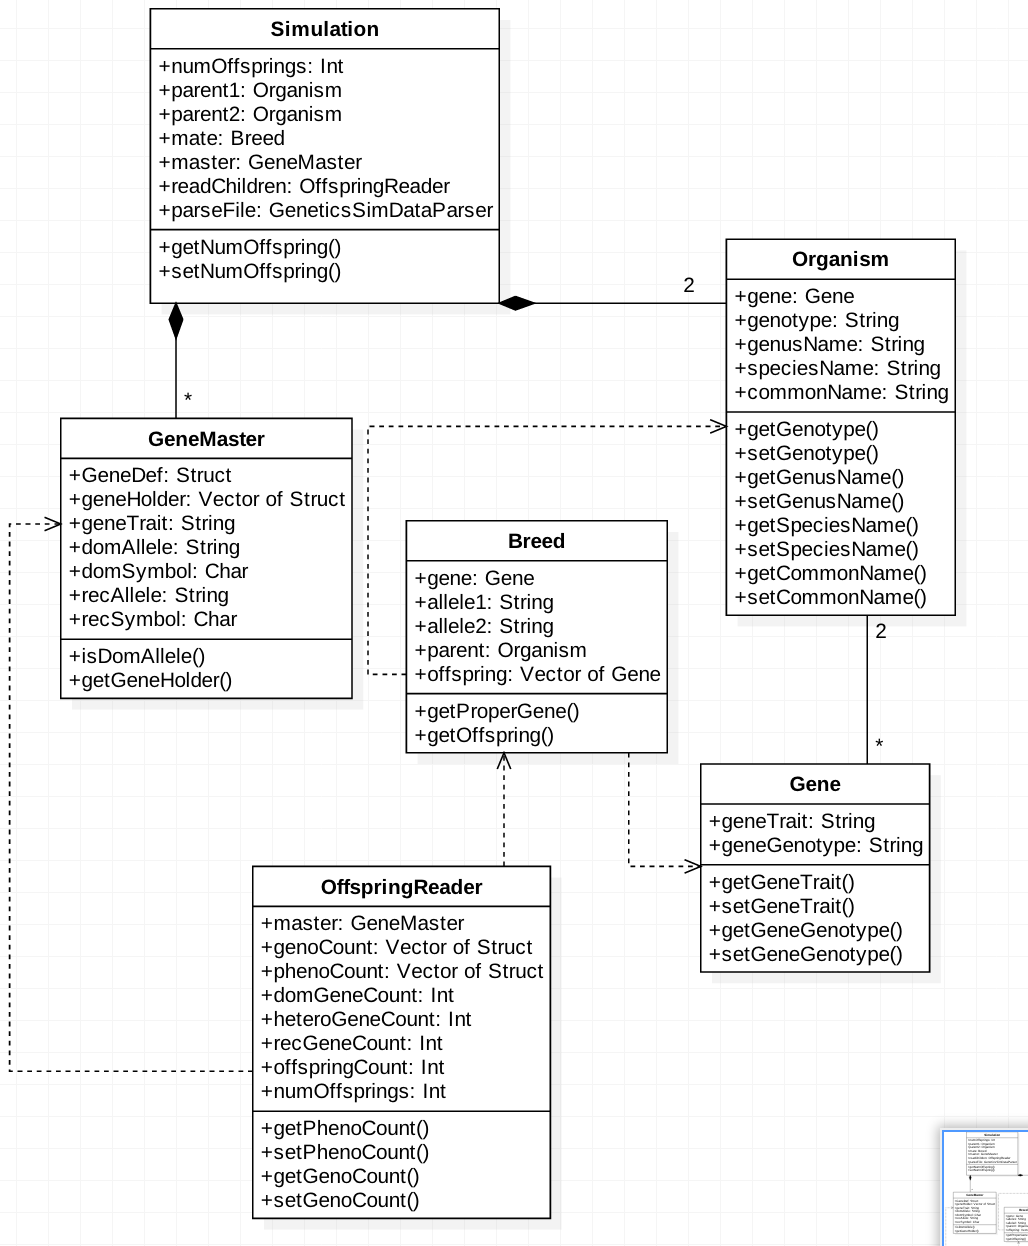 Simulation
+numOffsprings: Int
+parent1: Organism
+parent2: Organism
+mate: Breed
+master: GeneMaster
+readChildren: OffspringReader
+parseFile: GeneticsSimDataParser
+getNumOffspring()
+setNumOffspring()
2
Organism
+gene: Gene
+genotype: String
+genusName: String
+speciesName: String
+commonName: String
+getGenotype()
+setGenotype()
+getGenusName()
+setGenusName()
+getSpeciesName()
+setSpeciesName()
+getCommonName()
+setCommonName()
*
GeneMaster
+GeneDef: Struct
+geneHolder: Vector of Struct
+geneTrait: String
+domAllele: String
+domSymbol: Char
+recAllele: String
+recSymbol: Char
+isDomAllele()
+getGeneHolder()
Breed
+gene: Gene
+allele1: String
+allele2: String
+parent: Organism
+offspring: Vector of Gene
+getProperGene()
+getOffspring()
2
*
Gene
+geneTrait: String
+geneGenotype: String
+getGeneTrait()
+setGeneTrait()
+getGeneGenotype()
+setGeneGenotype()
OffspringReader
+master: GeneMaster
+genoCount: Vector of Struct
+phenoCount: Vector of Struct
+domGeneCount: Int
+heteroGeneCount: Int
+recGeneCount: Int
+offspringCount: Int
+numOffsprings: Int
+getPhenoCount()
+setPhenoCount()
+getGenoCount()
+setGenoCount()